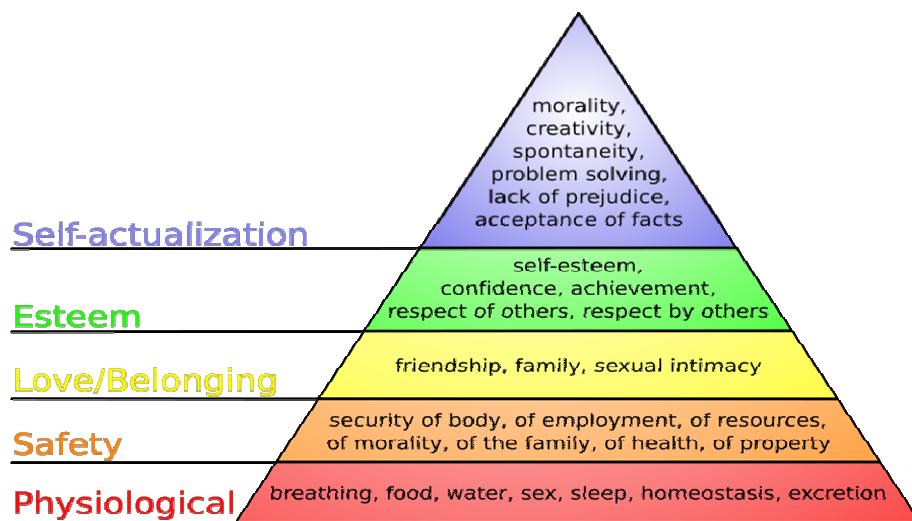 morality,
creativity,
spontaneity,
problem solving,
lack of prejudice,
acceptance of facts
Self-actualization
self-esteem,
confidence, achievement,
respect of others, respect by others
Esteem
friendship, family, sexual intimacy
Love/Belonging
security of body, of employment, of resources,
of morality, of the family, of health, of property
Safety
breathing, food, water, sex, sleep, homeostasis, excretion
Physiological